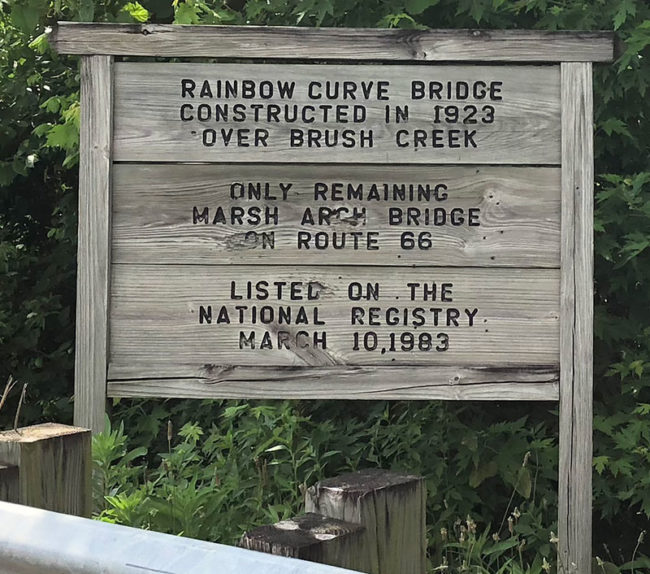 RAINBOW CURVE BRIDGE
CONSTRUCTED IN 1923
OVER BRUSH CREEK
ONLY REMAINING
MARSH ARCH BRIDGE
ON ROUTE 66
LISTED ON THE
NATIONAL REGISTRY
MARCH 10,1983